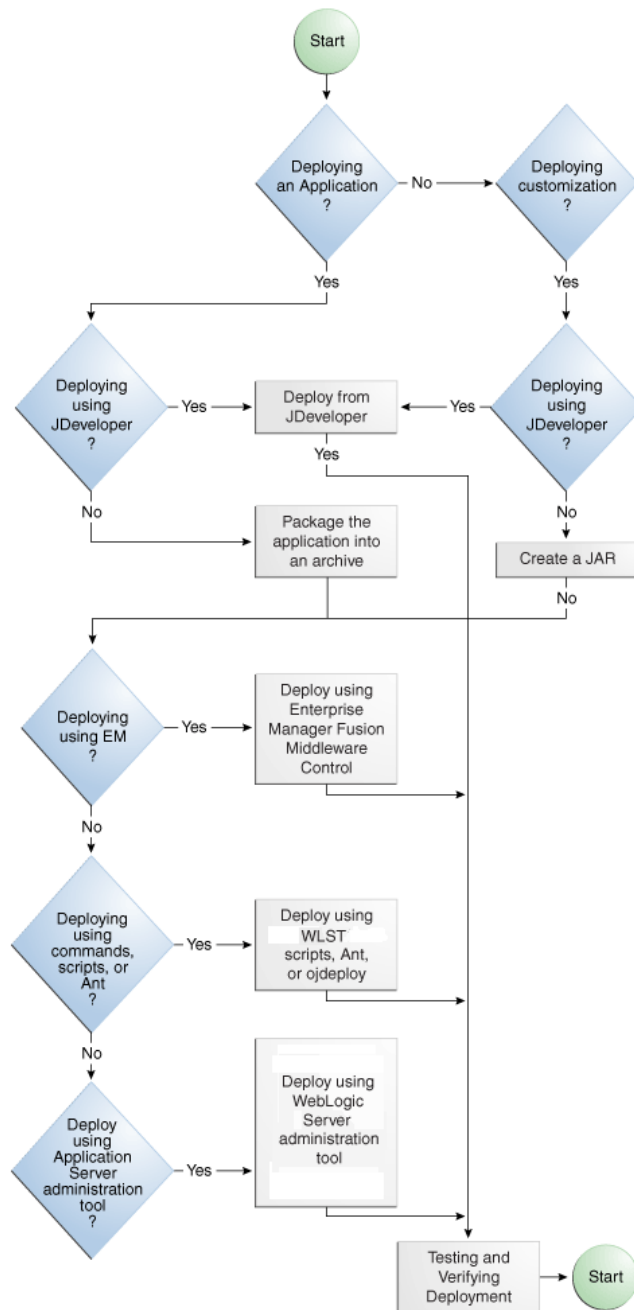 Start
Deploying
an Application
?
No
Deploying
customization
?
Yes
Yes
Deploying
using
JDeveloper
?
Yes
Deploy from
JDeveloper
Yes
Deploying
using
JDeveloper
?
Yes
No
Package the
application into
an archive
No
Create a JAR
No
Deploying
using EM
?
Yes
Deploy using
Enterprise
Manager Fusion
Middleware
Control
No
Deploying
using
commands,
scripts, or
Ant
?
Yes
Deploy using
WLST
scripts, Ant,
or ojdeploy
No
Deploy
using
Application
Server
administration
tool
?
Yes
Deploy using
WebLogic
Server
administration
tool
Testing and
Verifying
Deployment
Start